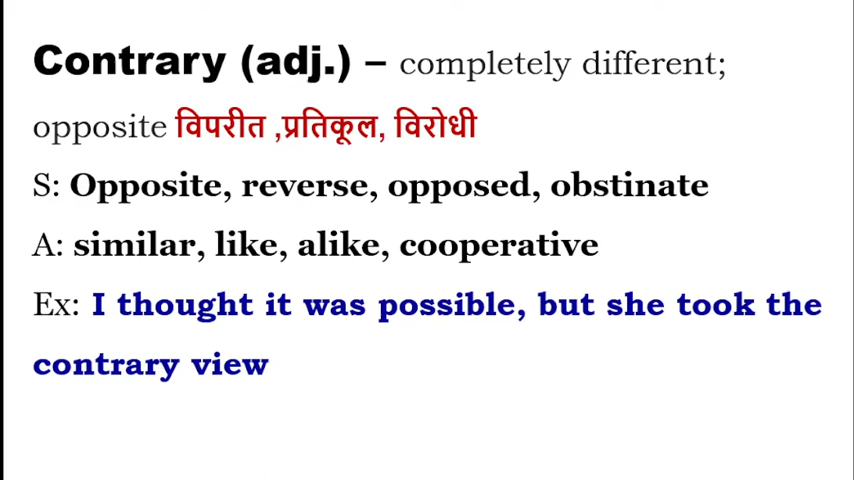 Contrary (adj.) – completely different;
opposite विपरीत ,प्रतिकूल, विरोधी
S: Opposite, reverse, opposed, obstinate
A: similar, like, alike, cooperative
Ex: I thought it was possible, but she took the
contrary view